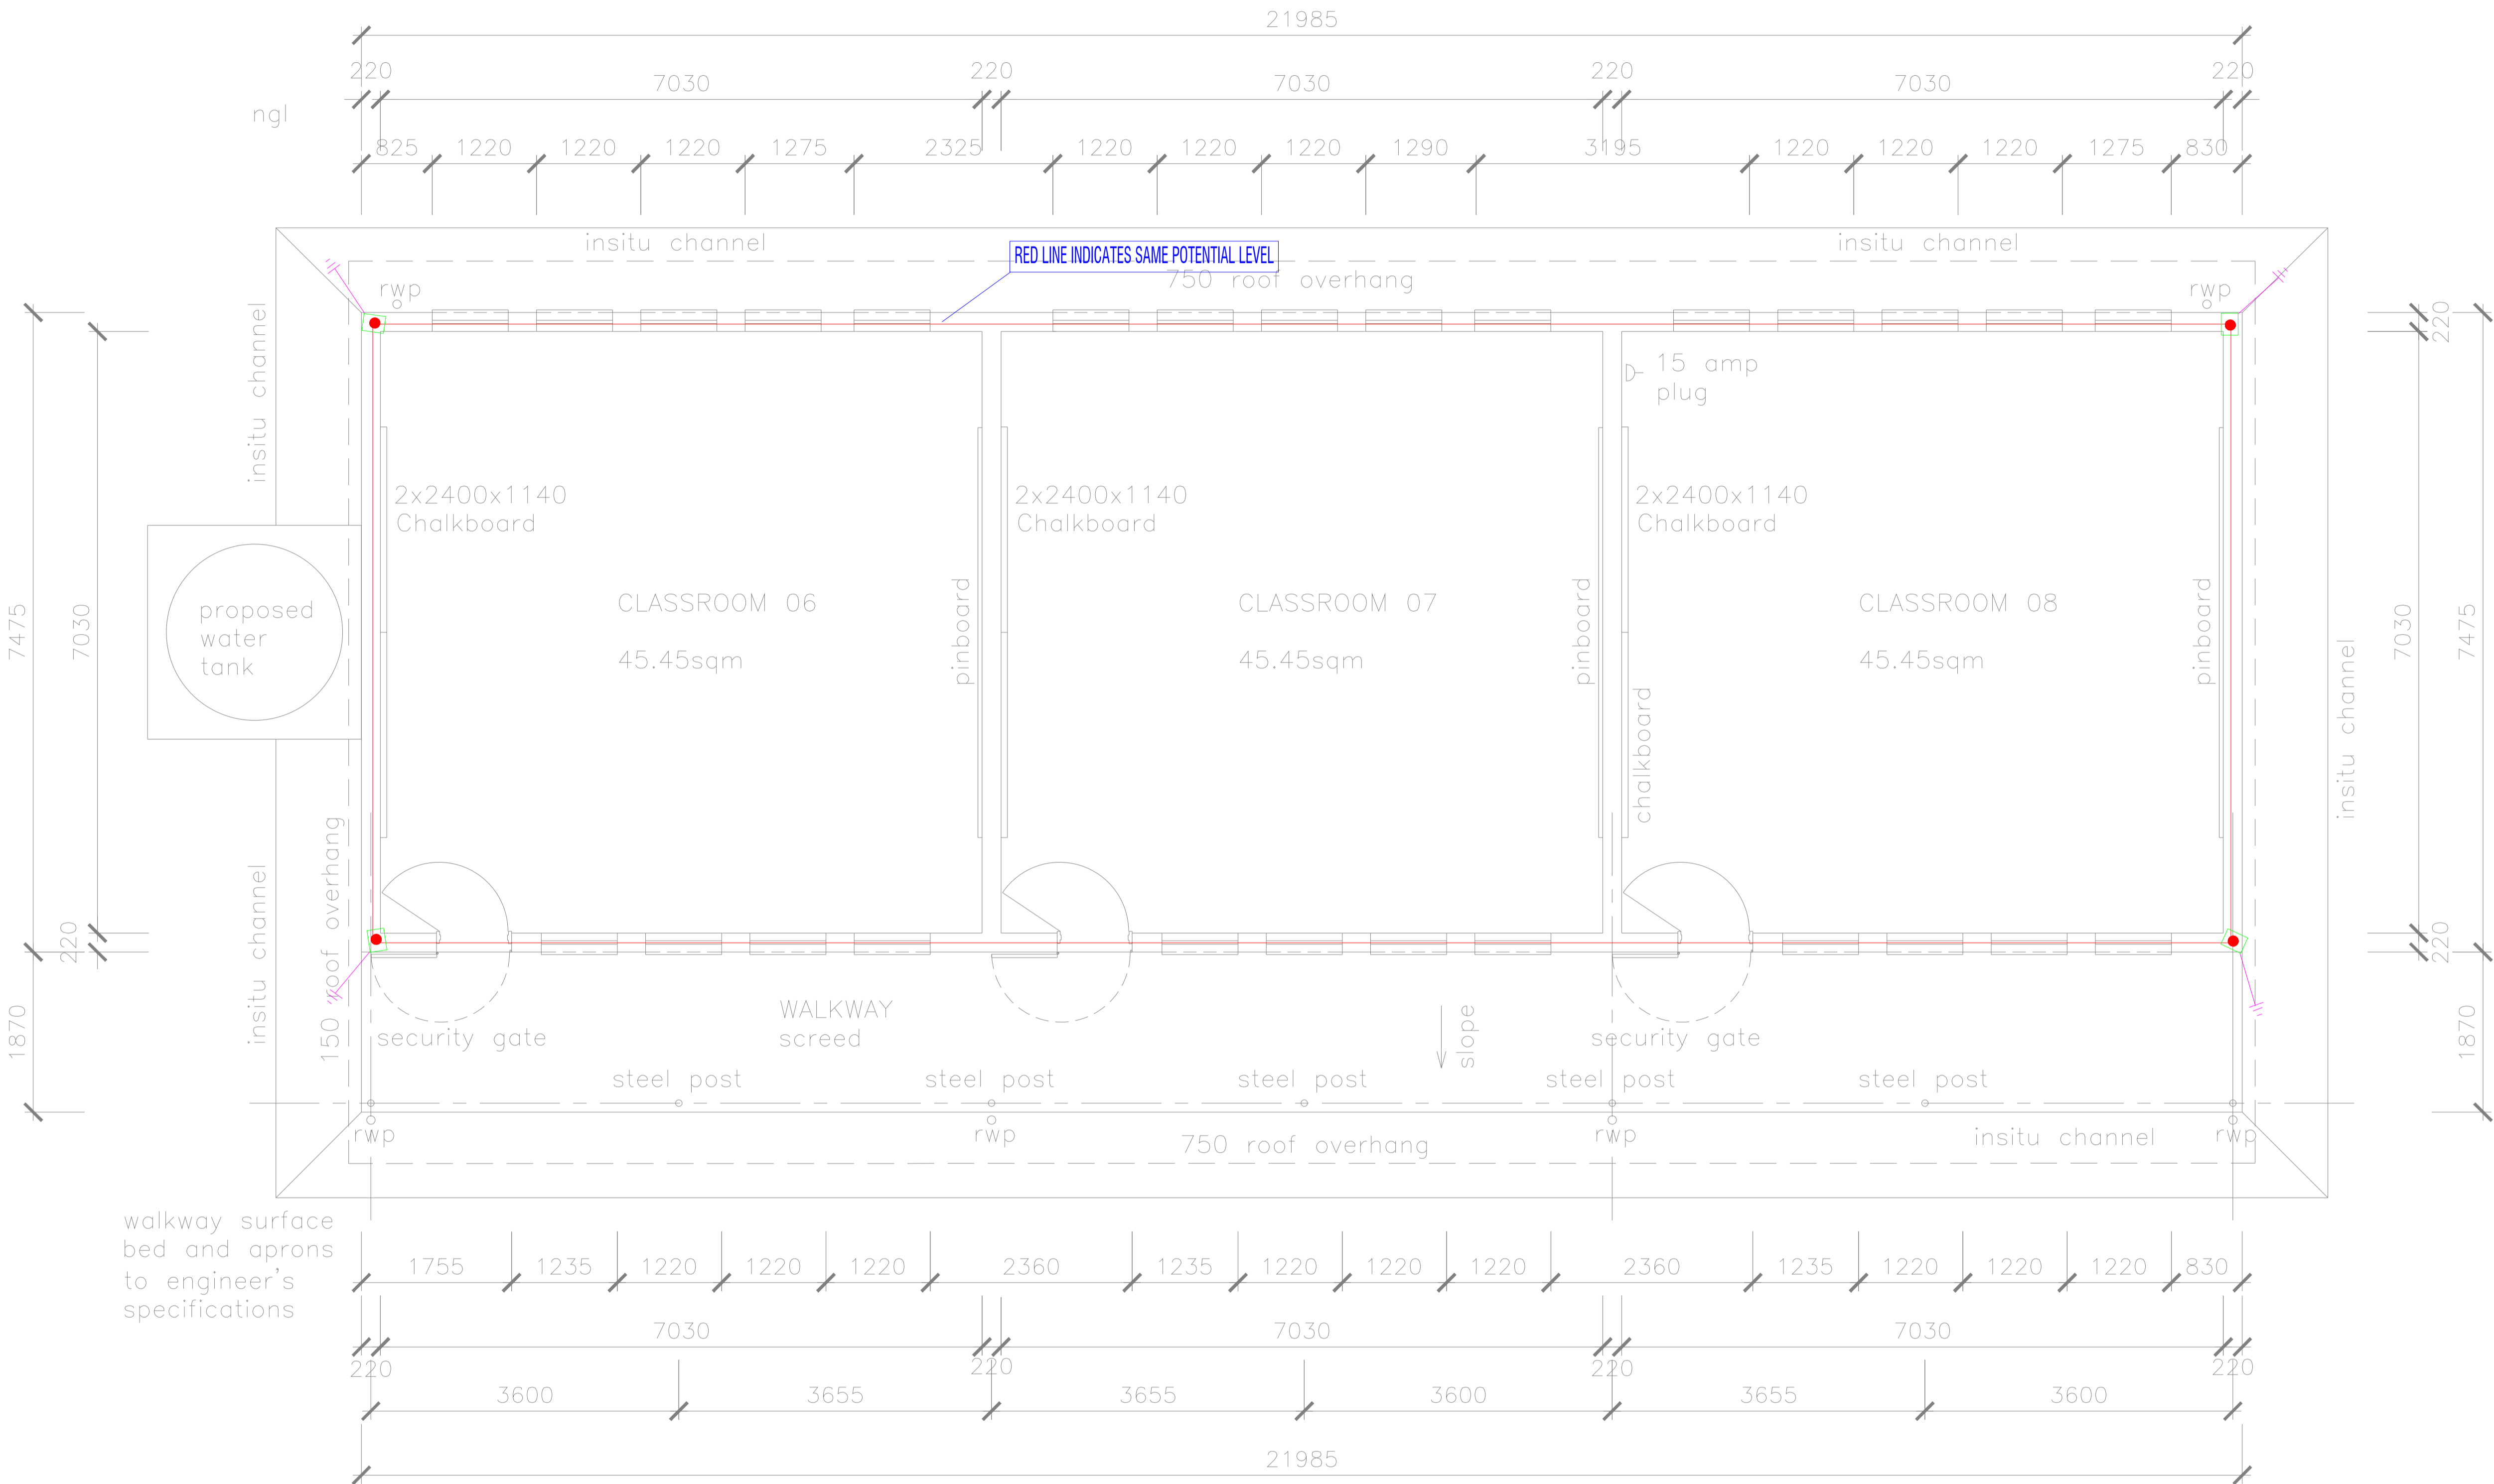 21985
220
7030
220
7030
220
7030
220
ngl
825
1220
1220
1220
1275
2325
1220
1220
1220
1290
3195
1220
1220
1220
1275
830
insitu channel
RED LINE INDICATES SAME POTENTIAL LEVEL
insitu channel
750 roof overhang
rwp
rwp
insitu channel
220
15 amp
plug
2x2400x1140
Chalkboard
2x2400x1140
Chalkboard
2x2400x1140
Chalkboard
proposed
water
tank
7475
7030
CLASSROOM 06
45.45sqm
pinboard
CLASSROOM 07
45.45sqm
pinboard
chalkboard
CLASSROOM 08
45.45sqm
pinboard
insitu channel
7030
7475
220
1870
insitu channel
150 roof overhang
220
1870
security gate
WALKWAY
screed
slope
security gate
steel post
steel post
steel post
steel post
steel post
rwp
rwp
750 roof overhang
rwp
insitu channel
rwp
walkway surface
bed and aprons
to engineer's
specifications
1755
1235
1220
1220
1220
2360
1235
1220
1220
1220
2360
1235
1220
1220
1220
830
7030
7030
7030
220
220
220
220
3600
3655
3655
3600
3655
3600
21985